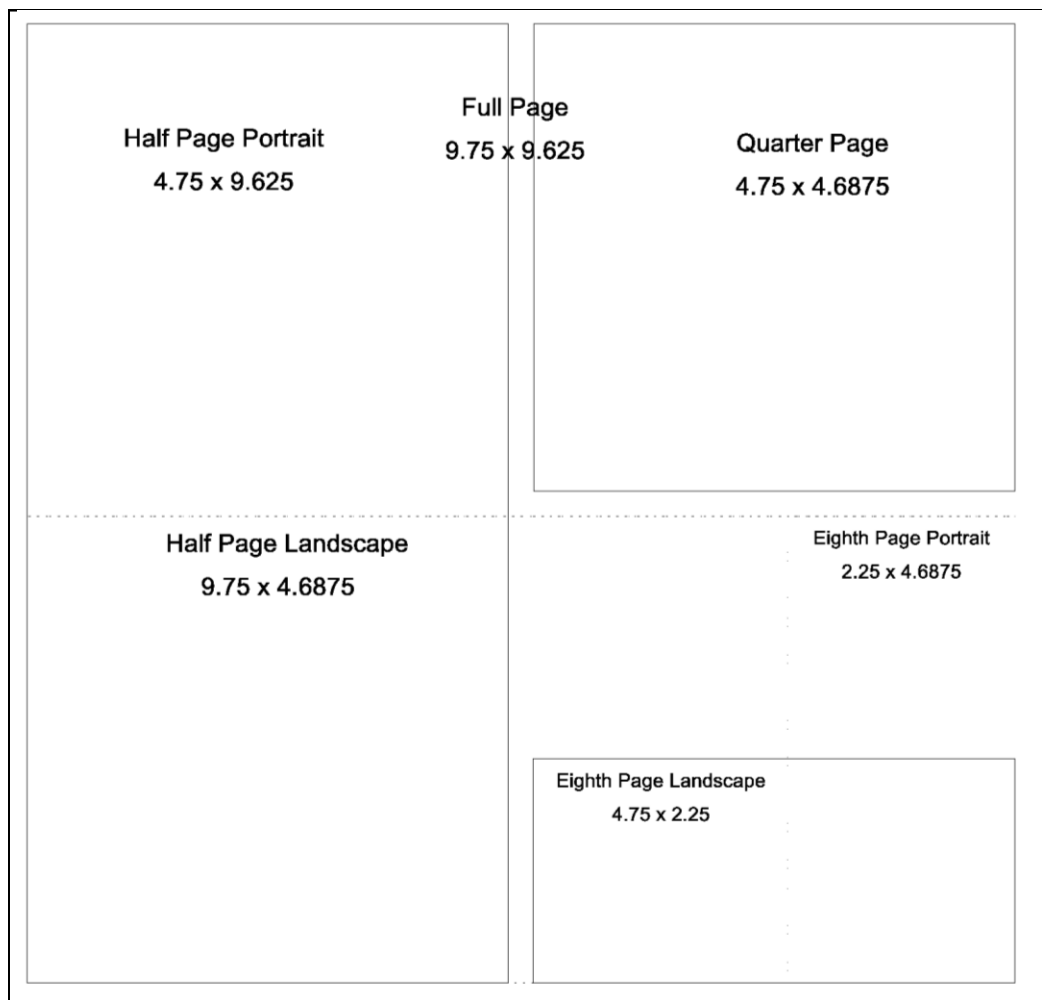 Full Page
9.75 x 9.625
Half Page Portrait
4.75 x 9.625
Quarter Page
4.75 x 4.6875
Half Page Landscape
9.75 x 4.6875
Eighth Page Portrait
2.25 x 4.6875
Eighth Page Landscape
4.75 x 2.25